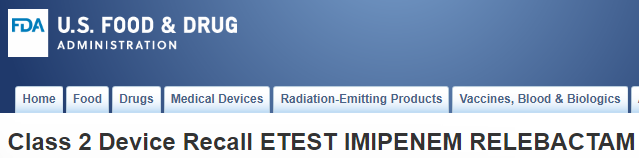 FDA U.S. FOOD & DRUG
ADMINISTRATION
Home Food Drugs Medical Devices Radiation-Emitting Products Vaccines, Blood & Biologics
Class 2 Device Recall ETEST IMIPENEM RELEBACTAM